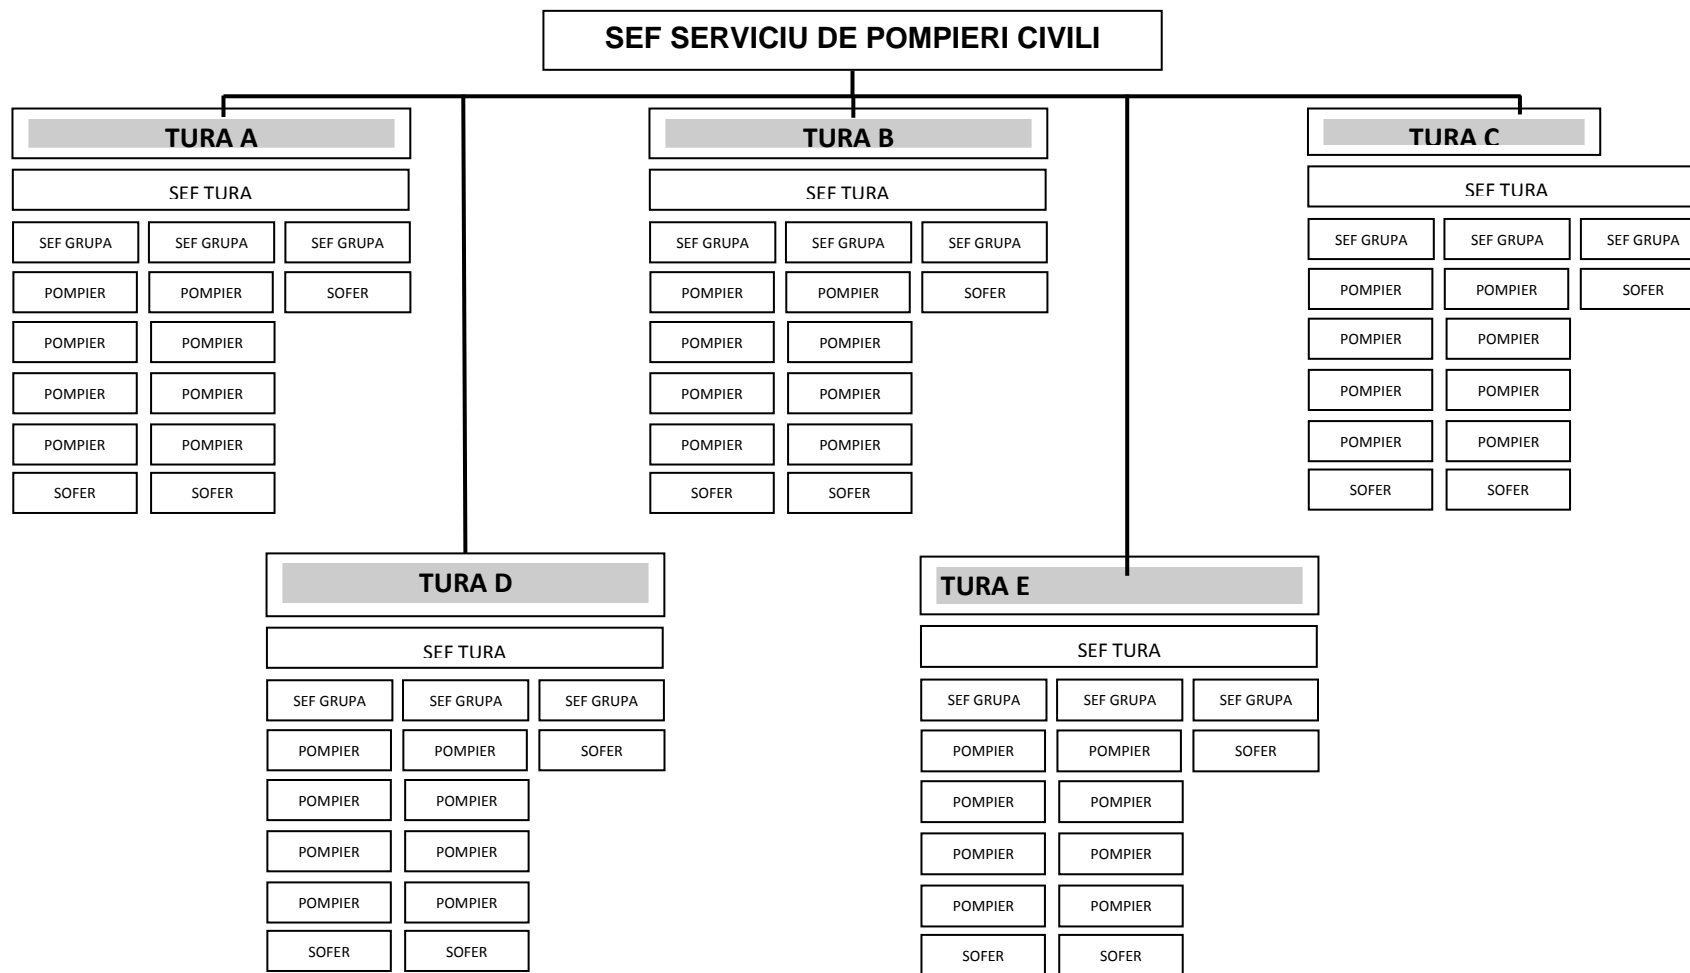 SEF SERVICIU DE POMPIERI CIVILI
TURA A
SEF TURA
SEF GRUPA SEF GRUPA SEF GRUPA
POMPIER POMPIER SOFER
POMPIER POMPIER
POMPIER POMPIER
POMPIER POMPIER
SOFER SOFER
TURA B
SEF TURA
SEF GRUPA SEF GRUPA SEF GRUPA
POMPIER POMPIER SOFER
POMPIER POMPIER
POMPIER POMPIER
POMPIER POMPIER
SOFER SOFER
TURA C
SEF TURA
SEF GRUPA SEF GRUPA SEF GRUPA
POMPIER POMPIER SOFER
POMPIER POMPIER
POMPIER POMPIER
POMPIER POMPIER
SOFER SOFER
TURA D
SEF TURA
SEF GRUPA SEF GRUPA SEF GRUPA
POMPIER POMPIER SOFER
POMPIER POMPIER
POMPIER POMPIER
POMPIER POMPIER
SOFER SOFER
TURA E
SEF TURA
SEF GRUPA SEF GRUPA SEF GRUPA
POMPIER POMPIER SOFER
POMPIER POMPIER
POMPIER POMPIER
POMPIER POMPIER
SOFER SOFER